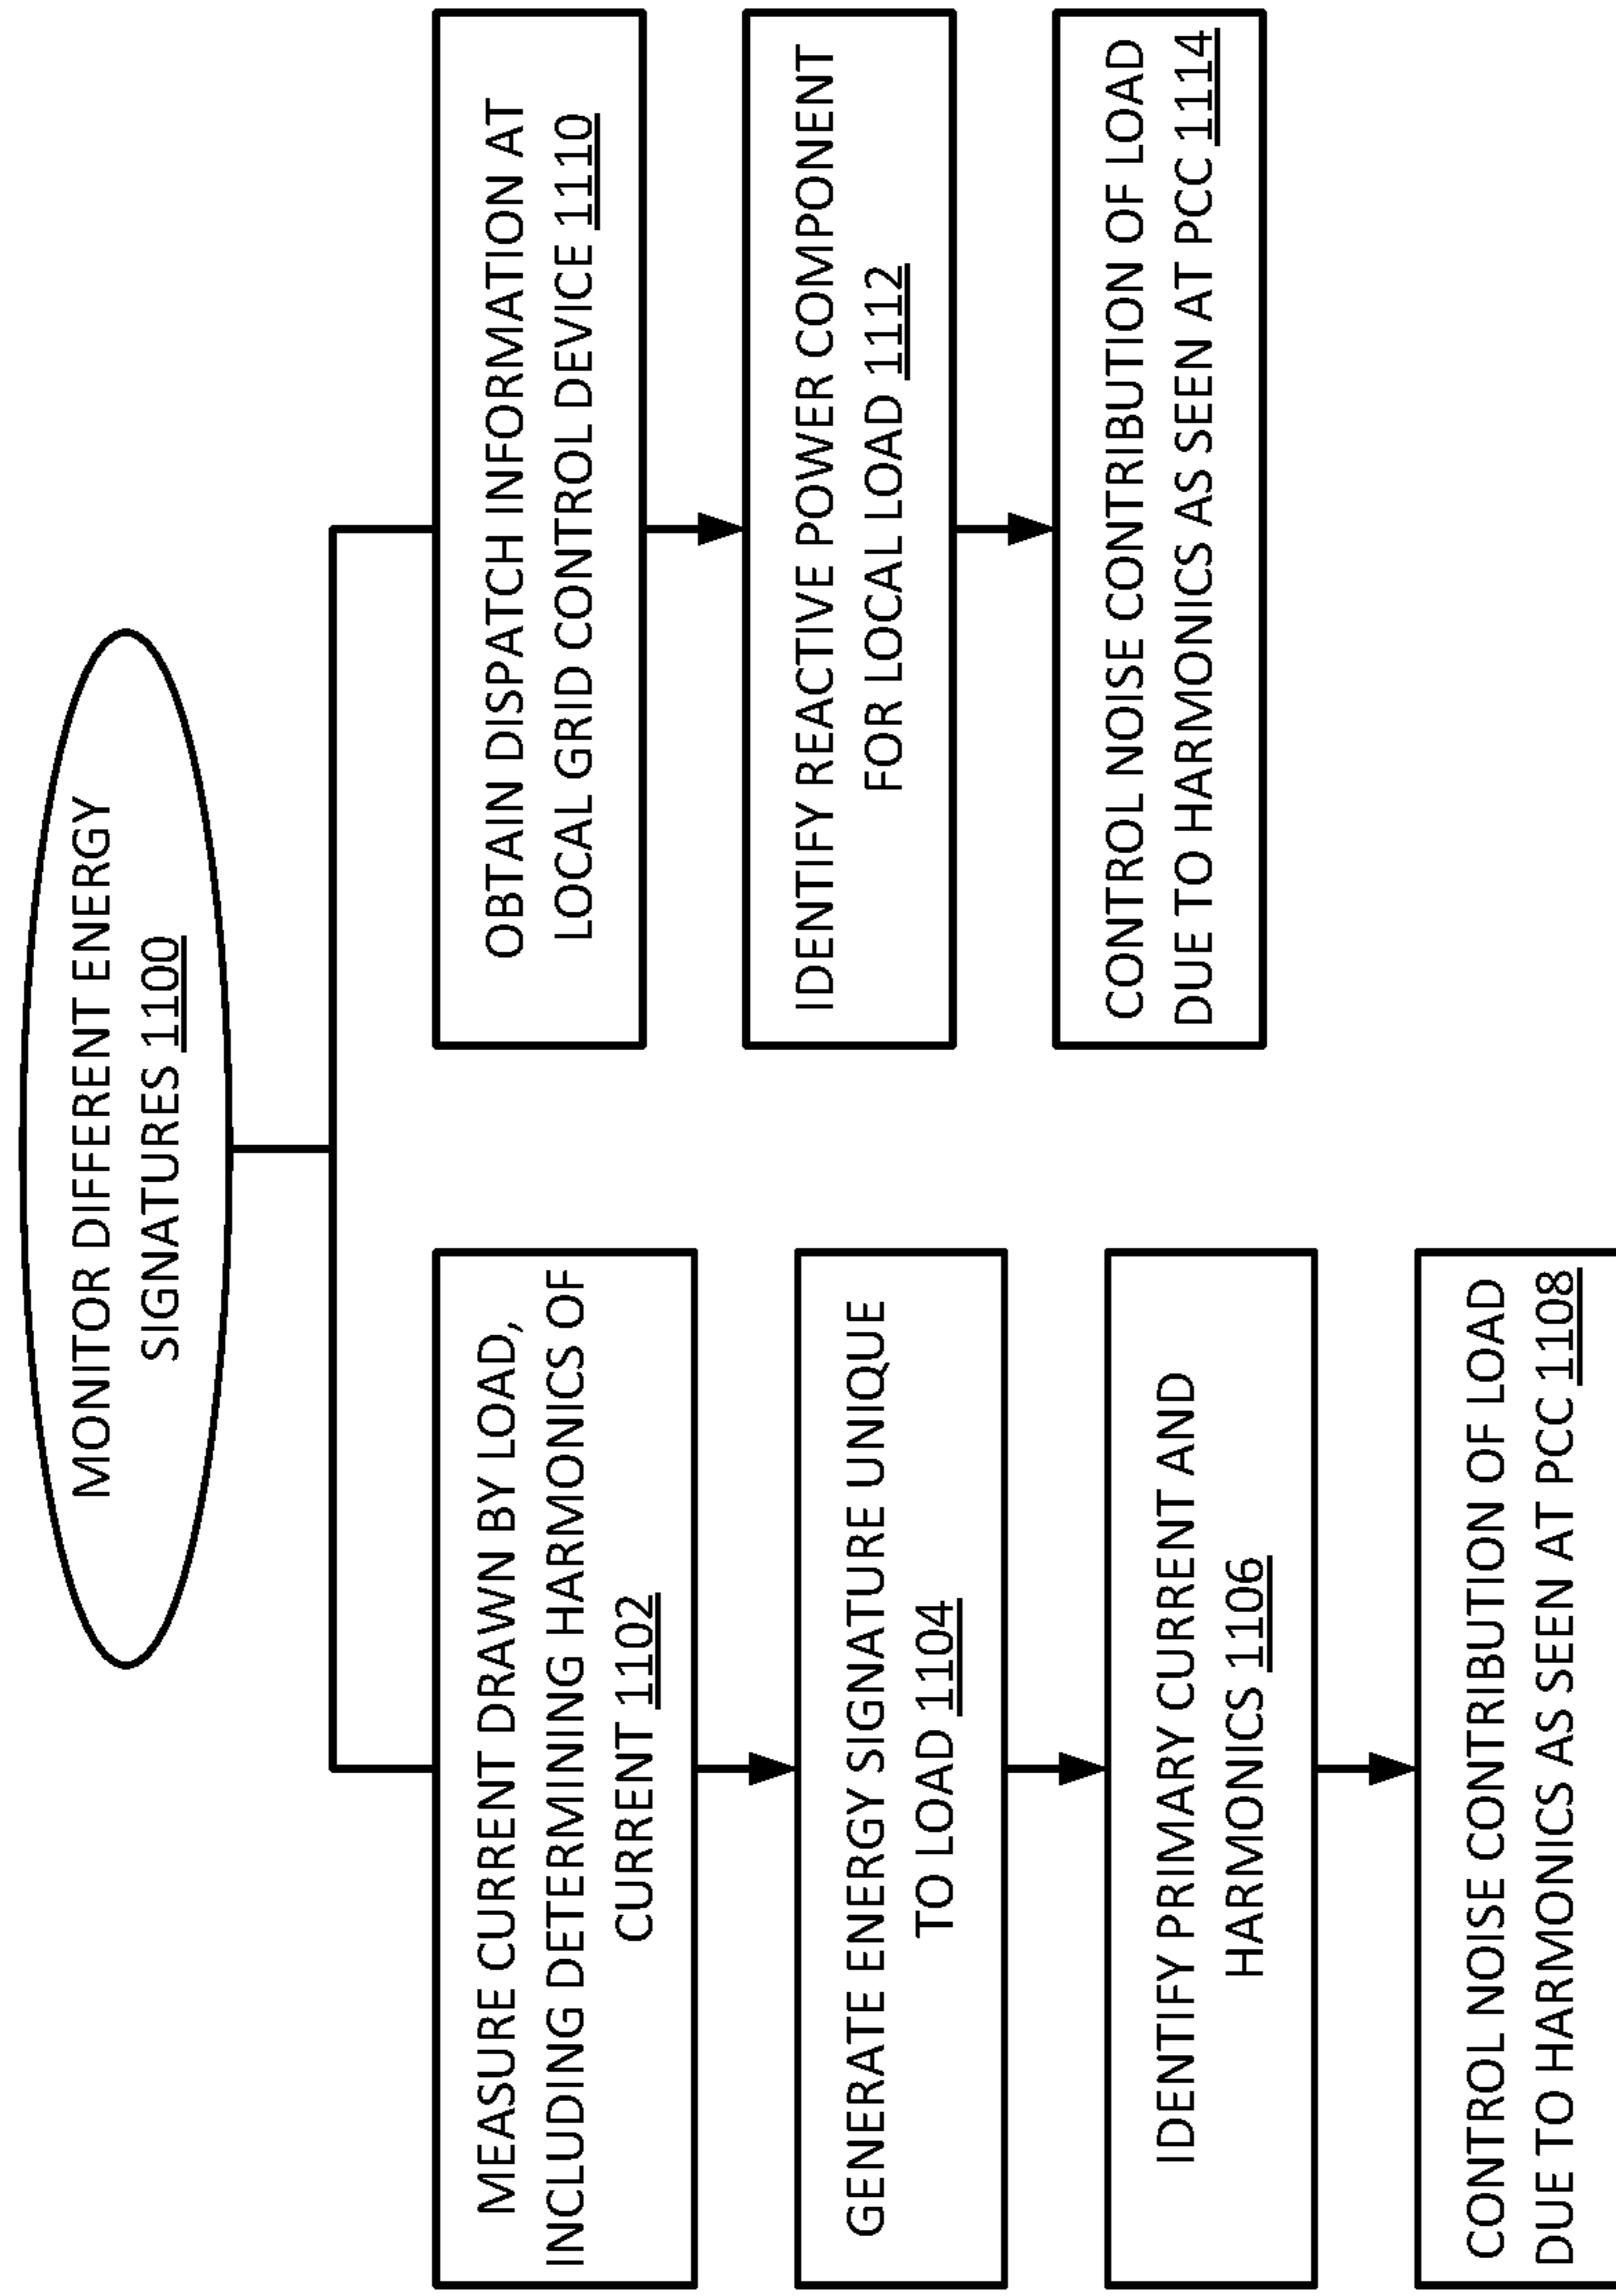 MONITOR DIFFERENT ENERGY
SIGNATURES 1100
MEASURE CURRENT DRAWN BY LOAD,
INCLUDING DETERMINING HARMONICS OF
CURRENT 1102
GENERATE ENERGY SIGNATURE UNIQUE
TO LOAD 1104
IDENTIFY PRIMARY CURRENT AND
HARMONICS 1106
CONTROL NOISE CONTRIBUTION OF LOAD
DUE TO HARMONICS AS SEEN AT PCC 1108
OBTAIN DISPATCH INFORMATION AT
LOCAL GRID CONTROL DEVICE 1110
IDENTIFY REACTIVE POWER COMPONENT
FOR LOCAL LOAD 1112
CONTROL NOISE CONTRIBUTION OF LOAD
DUE TO HARMONICS AS SEEN AT PCC 1114